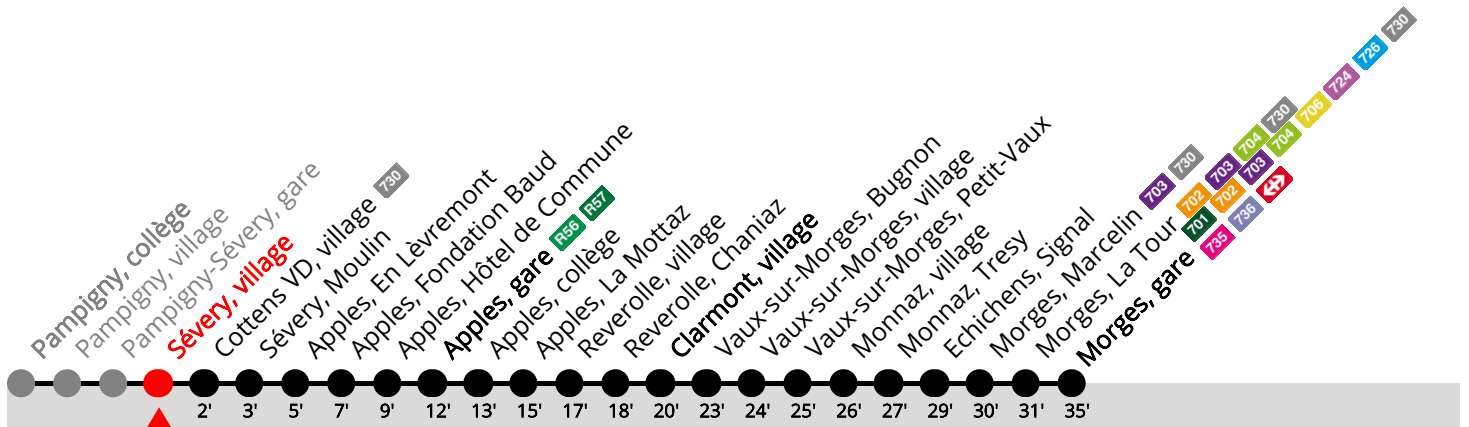 Pampigny, collège
Pampigny, village
Pampigny-Sévery, gare
Sévery, village
Cottens VD, village 730
Sévery, Moulin
Apples, En Lèvremont
Apples, Fondation Baud
Apples, Hôtel de Commune
Apples, gare R56 R57
Apples, collège
Apples, La Mottaz
Reverolle, village
Reverolle, Chaniaz
Clarmont, village
Vaux-sur-Morges, Bugnon
Vaux-sur-Morges, village
Vaux-sur-Morges, Petit-Vaux
Monnaz, village
Monnaz, Tresy
Echichens, Signal
Morges, Marcelin 703 730
Morges, La Tour 702 703 704 730
Morges, gare 701 702 703 704 706 724 726 730
735 736
2' 3' 5' 7' 9' 12' 13' 15' 17' 18' 20' 23' 24' 25' 26' 27' 29' 30' 31' 35'